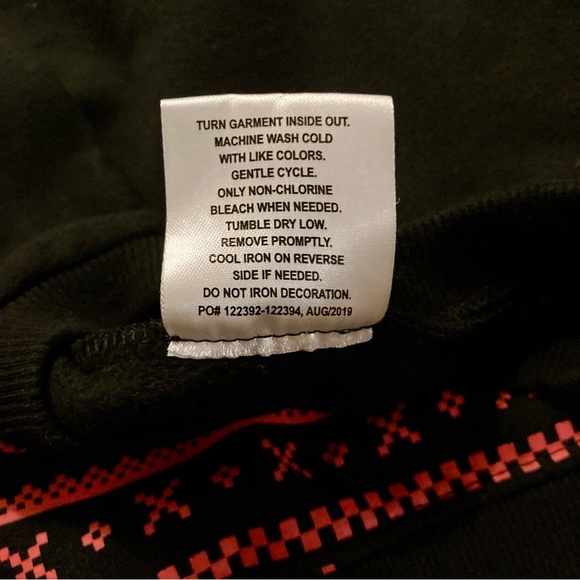 TURN GARMENT INSIDE OUT.
MACHINE WASH COLD
WITH LIKE COLORS.
GENTLE CYCLE.
ONLY NON-CHLORINE
BLEACH WHEN NEEDED.
TUMBLE DRY LOW.
REMOVE PROMPTLY.
COOL IRON ON REVERSE
SIDE IF NEEDED.
DO NOT IRON DECORATION.
PO# 122392-122394, AUG/2019